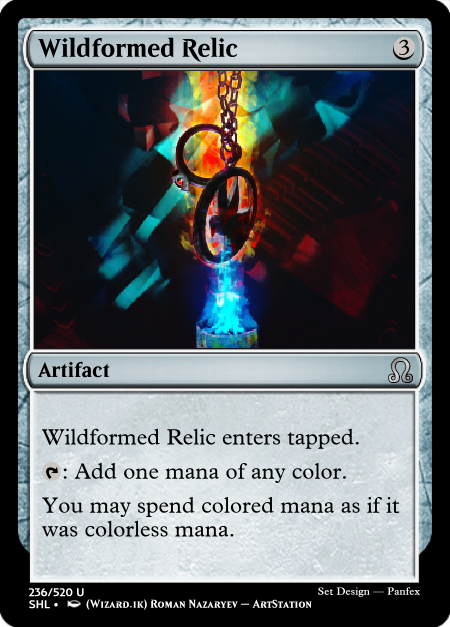 Wildformed Relic 3
Artifact
Wildformed Relic enters tapped.
: Add one mana of any color.
You may spend colored mana as if it
was colorless mana.
236/520 U Set Design — Panfex
SHL • (Wizard.ik) Roman Nazaryev — ArtStation